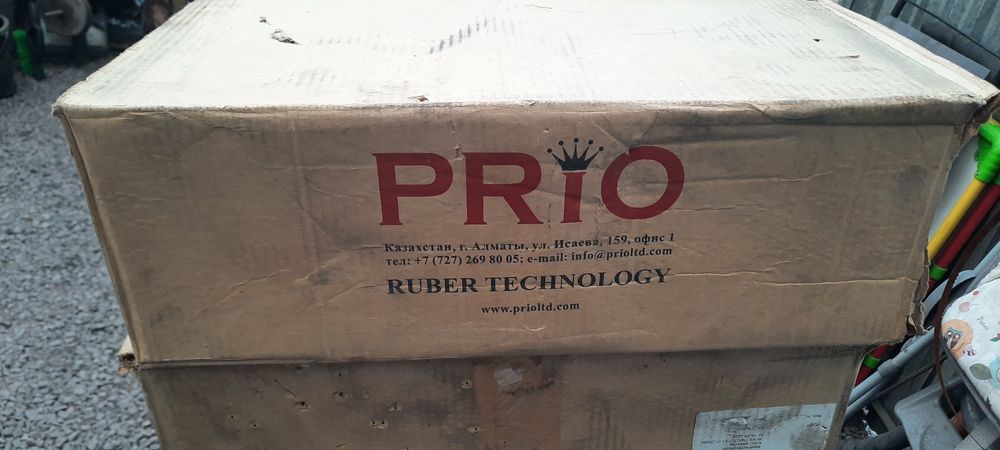 PRIO
Казахстан, г. Алматы, ул. Исаева, 159, офис 1
тел: +7 (727) 269 80 05; e-mail: info@prioltd.com
RUBER TECHNOLOGY
www.prioltd.com